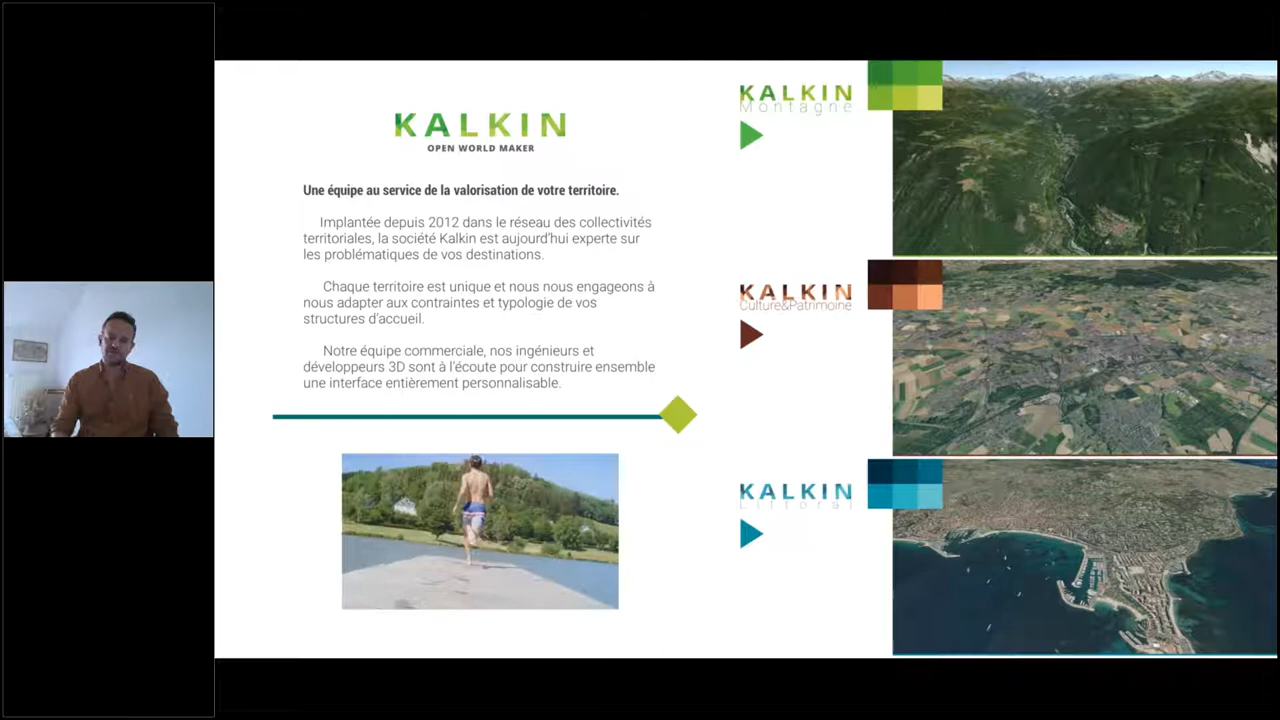 KALKIN
OPEN WORLD MAKER
Une équipe au service de la valorisation de votre territoire.
Implantée depuis 2012 dans le réseau des collectivités
territoriales, la société Kalkin est aujourd'hui experte sur
les problématiques de vos destinations.
Chaque territoire est unique et nous nous engageons à
nous adapter aux contraintes et typologie de vos
structures d'accueil.
Notre équipe commerciale, nos ingénieurs et
développeurs 3D sont à l'écoute pour construire ensemble
une interface entièrement personnalisable.
KALKIN
Montagne
KALKIN
Culture&Patrimoine
KALKIN
Littoral